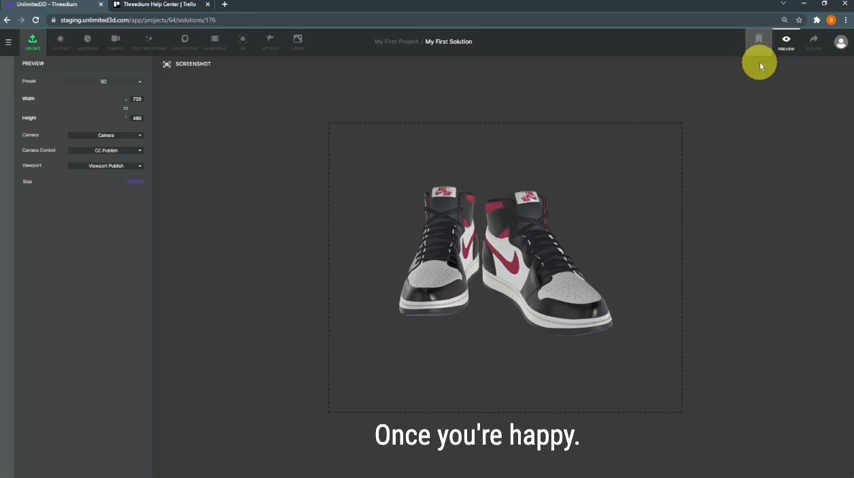 Unlimited3D - Threedium
Threedium Help Center | Trello
staging.unlimited3d.com/app/projects/64/solutions/176
UPLOAD
My First Project / My First Solution
PREVIEW
PREVIEW
SCREENSHOT
Preset 3D
Width 720
Height 480
Camera Camera
Camera Control CC Publish
Viewport Viewport Publish
Size
Once you're happy.